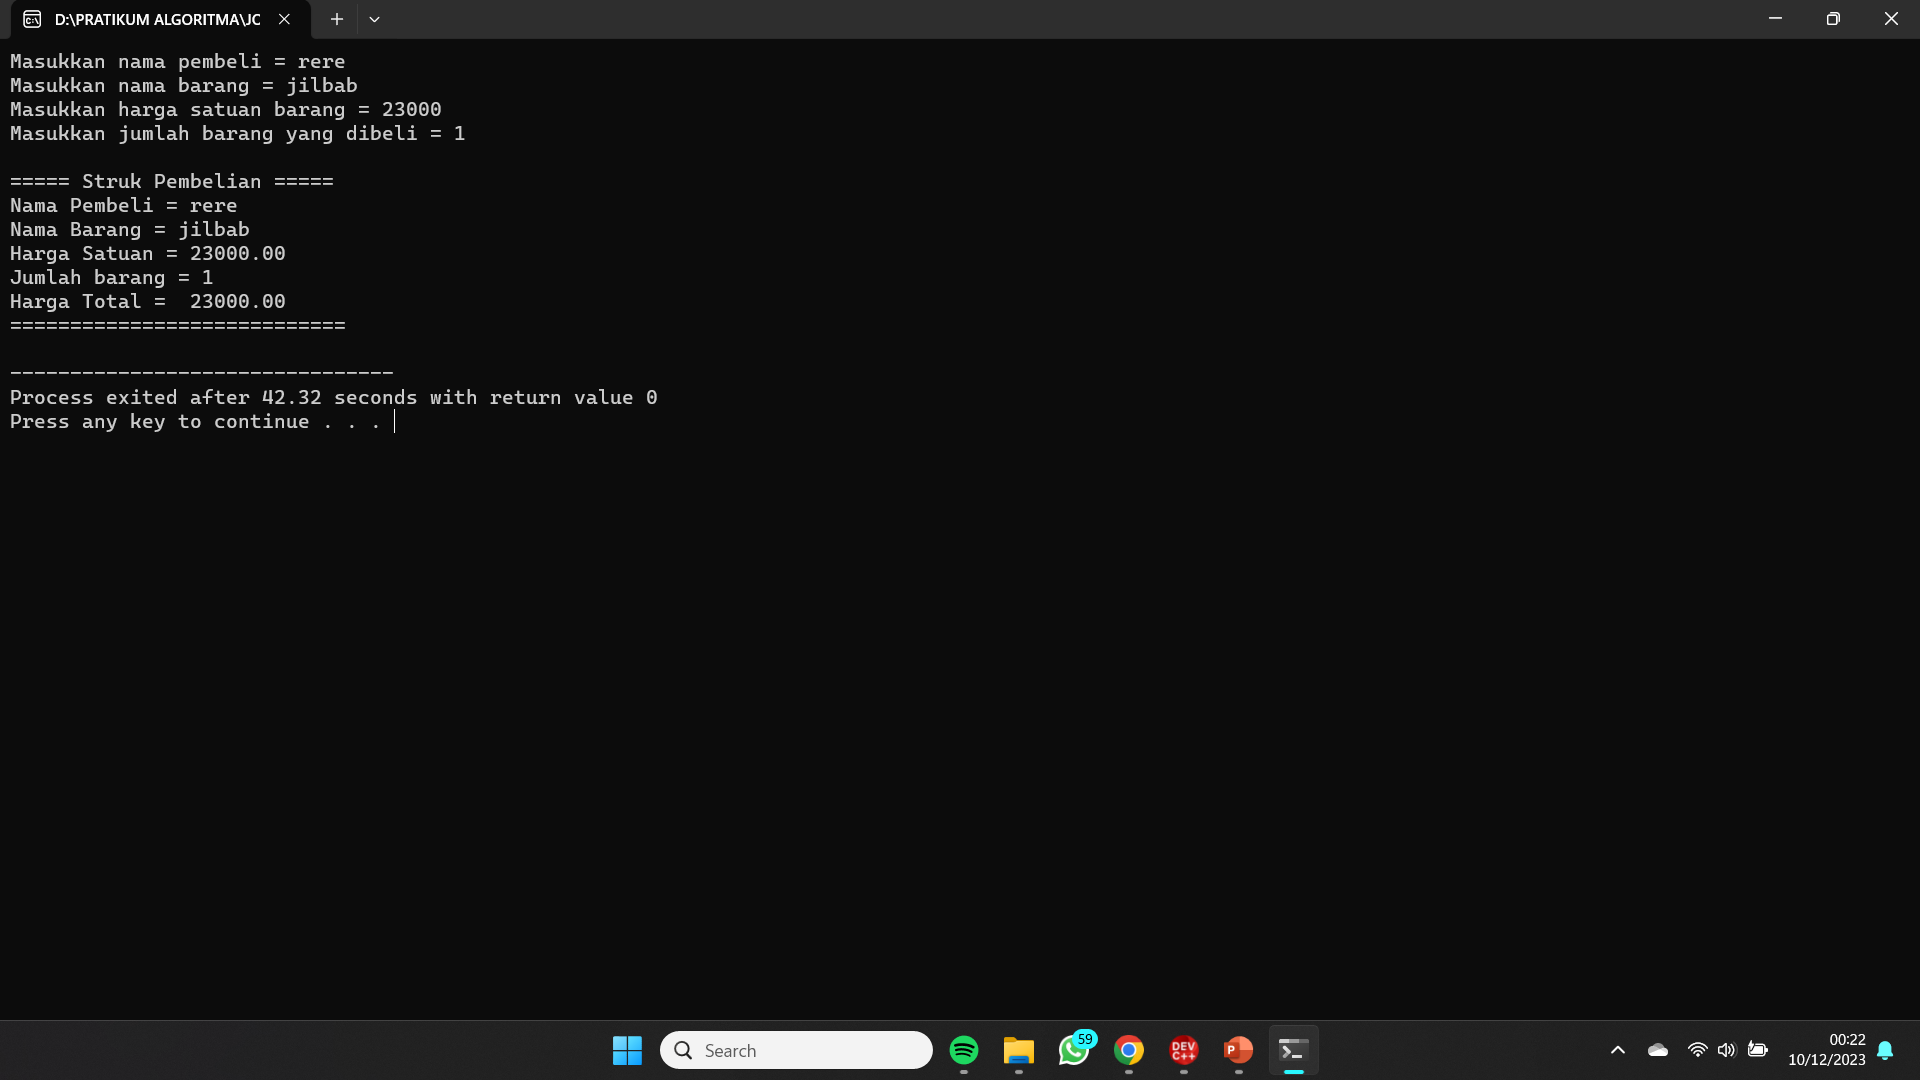 D:\PRATIKUM ALGORITMA\JC
Masukkan nama pembeli = rere
Masukkan nama barang = jilbab
Masukkan harga satuan barang = 23000
Masukkan jumlah barang yang dibeli = 1
===== Struk Pembelian =====
Nama Pembeli = rere
Nama Barang = jilbab
Harga Satuan = 23000.00
Jumlah barang = 1
Harga Total =  23000.00
============================
--------------------------------
Process exited after 42.32 seconds with return value 0
Press any key to continue . . .
Search
59
DEV C++
P
00:22
10/12/2023